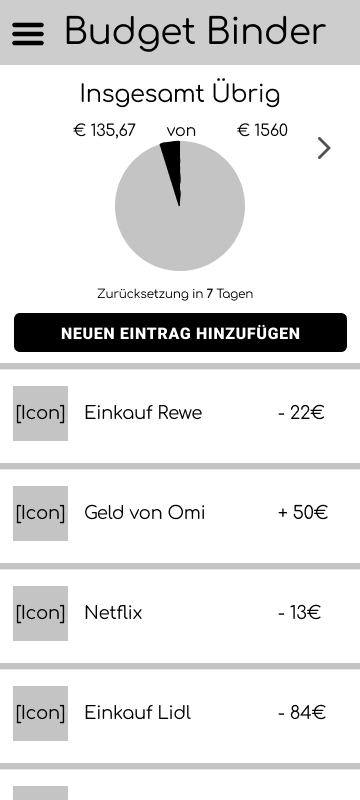 Budget Binder
Insgesamt Übrig
€ 135,67 von € 1560
Zurücksetzung in 7 Tagen
NEUEN EINTRAG HINZUFÜGEN
[Icon] Einkauf Rewe - 22€
[Icon] Geld von Omi + 50€
[Icon] Netflix - 13€
[Icon] Einkauf Lidl - 84€